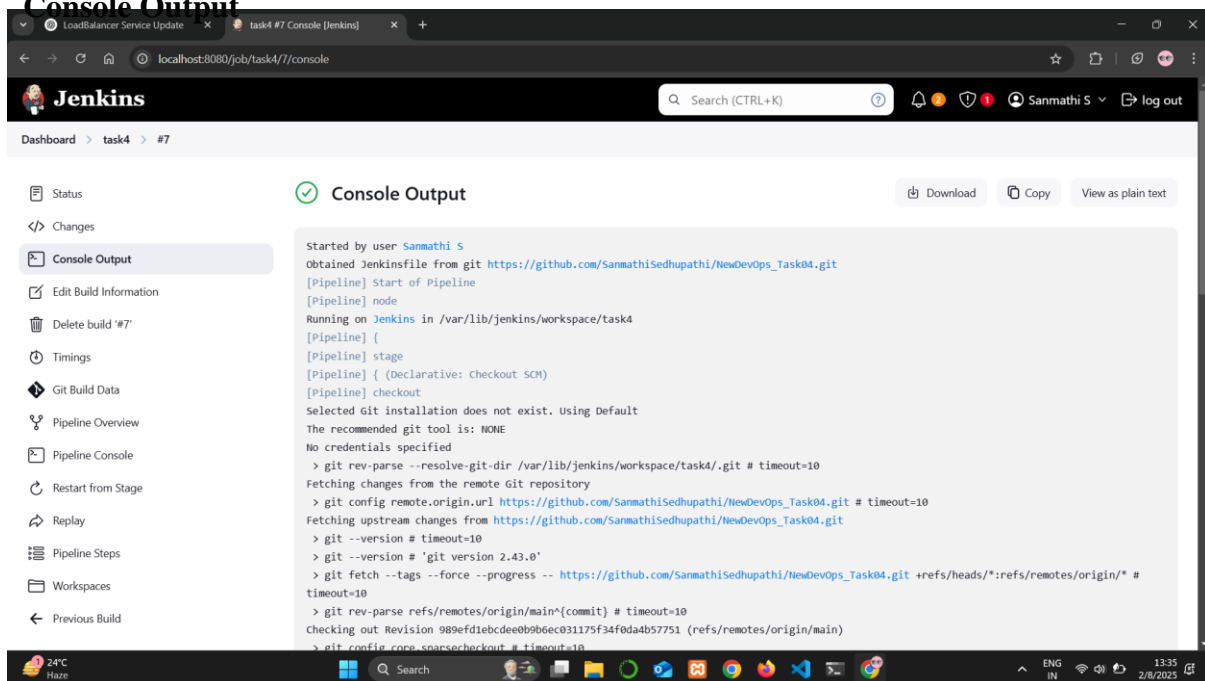 Console Output
LoadBalancer Service Update
task4 #7 Console [Jenkins]
localhost:8080/job/task4/7/console
Jenkins
Search (CTRL+K)
2
1
Sanmathi S
log out
Dashboard > task4 > #7
Status
Changes
Console Output
Edit Build Information
Delete build '#7'
Timings
Git Build Data
Pipeline Overview
Pipeline Console
Restart from Stage
Replay
Pipeline Steps
Workspaces
Previous Build
Console Output
Download
Copy
View as plain text
Started by user Sanmathi S
Obtained Jenkinsfile from git https://github.com/SanmathiSedhupathi/NewDevOps_Task04.git
[Pipeline] Start of Pipeline
[Pipeline] node
Running on Jenkins in /var/lib/jenkins/workspace/task4
[Pipeline] {
[Pipeline] stage
[Pipeline] { (Declarative: Checkout SCM)
[Pipeline] checkout
Selected Git installation does not exist. Using Default
The recommended git tool is: NONE
No credentials specified
> git rev-parse --resolve-git-dir /var/lib/jenkins/workspace/task4/.git # timeout=10
Fetching changes from the remote Git repository
> git config remote.origin.url https://github.com/SanmathiSedhupathi/NewDevOps_Task04.git # timeout=10
Fetching upstream changes from https://github.com/SanmathiSedhupathi/NewDevOps_Task04.git
> git --version # timeout=10
> git --version # 'git version 2.43.0'
> git fetch --tags --force --progress -- https://github.com/SanmathiSedhupathi/NewDevOps_Task04.git +refs/heads/*:refs/remotes/origin/* #
timeout=10
> git rev-parse refs/remotes/origin/main^{commit} # timeout=10
Checking out Revision 989efd1ebcdee0b9b6ec031175f34f0da4b57751 (refs/remotes/origin/main)
> git config core.sparsecheckout # timeout=10
1
24°C
Haze
Search
ENG
IN
13:35
2/8/2025